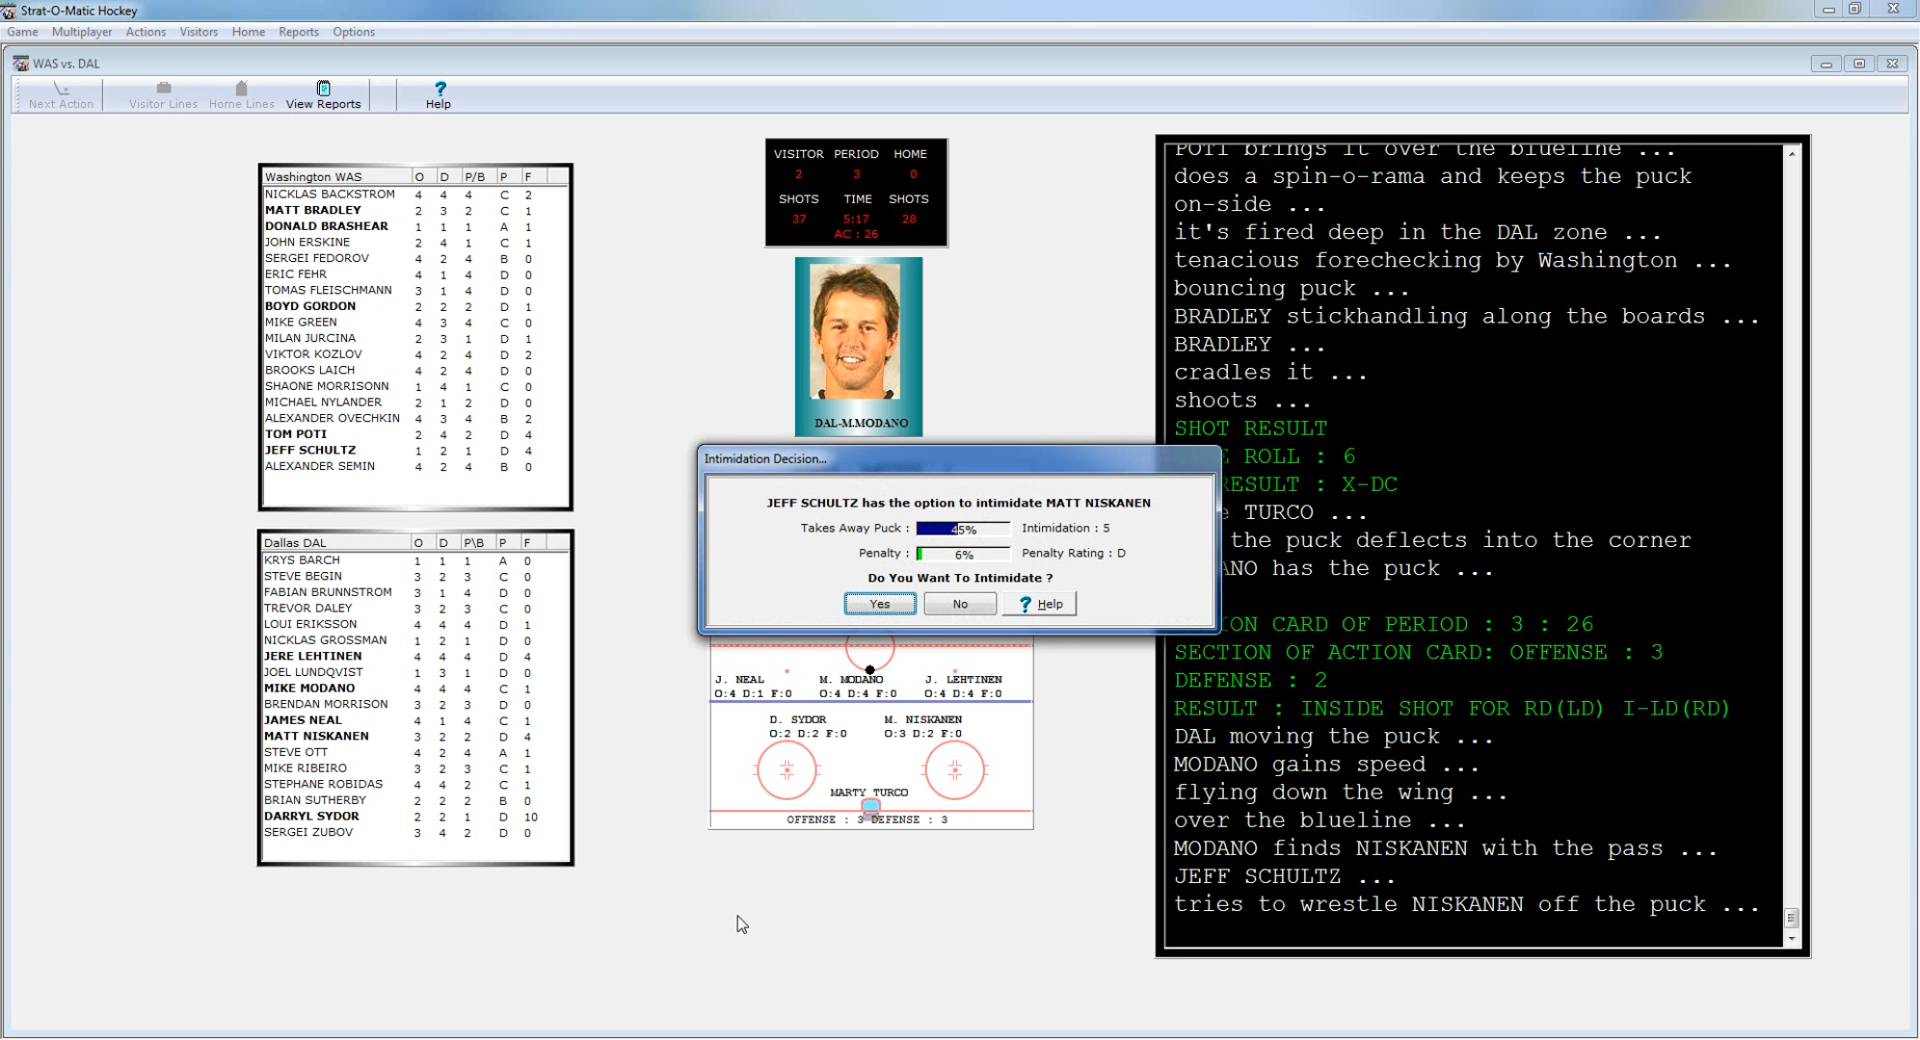 Strat-O-Matic Hockey
Game Multiplayer Actions Visitors Home Reports Options
WAS vs. DAL
Next Action Visitor Lines Home Lines View Reports Help
Washington WAS O D P/B P F
NICKLAS BACKSTROM 4 4 4 C 2
MATT BRADLEY 2 3 2 C 1
DONALD BRASHEAR 1 1 1 A 1
JOHN ERSKINE 2 4 1 C 1
SERGEI FEDOROV 4 2 4 B 0
ERIC FEHR 4 1 4 D 0
TOMAS FLEISCHMANN 3 1 4 D 0
BOYD GORDON 2 2 2 D 1
MIKE GREEN 4 3 4 C 0
MILAN JURCINA 2 3 1 D 1
VIKTOR KOZLOV 4 2 4 D 2
BROOKS LAICH 4 2 4 D 0
SHAONE MORRISONN 1 4 1 C 0
MICHAEL NYLANDER 2 1 2 D 0
ALEXANDER OVECHKIN 4 3 4 B 2
TOM POTI 2 4 2 D 4
JEFF SCHULTZ 1 2 1 D 4
ALEXANDER SEMIN 4 2 4 B 0
Dallas DAL O D P\B P F
KRYS BARCH 1 1 1 A 0
STEVE BEGIN 3 2 3 C 0
FABIAN BRUNNSTROM 3 1 4 D 0
TREVOR DALEY 3 2 3 C 0
LOUI ERIKSSON 4 4 4 D 1
NICKLAS GROSSMAN 1 2 1 D 0
JERE LEHTINEN 4 4 4 D 4
JOEL LUNDQVIST 1 3 1 D 0
MIKE MODANO 4 4 4 C 1
BRENDAN MORRISON 3 2 3 D 0
JAMES NEAL 4 1 4 C 1
MATT NISKANEN 3 2 2 D 4
STEVE OTT 4 2 4 A 1
MIKE RIBEIRO 3 2 3 C 1
STEPHANE ROBIDAS 4 4 2 C 1
BRIAN SUTHERBY 2 2 2 B 0
DARRYL SYDOR 2 2 1 D 10
SERGEI ZUBOV 3 4 2 D 0
VISITOR PERIOD HOME
2 3 0
SHOTS TIME SHOTS
37 5:17 28
AC : 26
DAL-M.MODANO
Intimidation Decision...
JEFF SCHULTZ has the option to intimidate MATT NISKANEN
Takes Away Puck : 45% Intimidation : 5
Penalty : 6% Penalty Rating : D
Do You Want To Intimidate ?
Yes No Help
J. NEAL M. MODANO J. LEHTINEN
O:4 D:1 F:0 O:4 D:4 F:0 O:4 D:4 F:0
D. SYDOR M. NISKANEN
O:2 D:2 F:0 O:3 D:2 F:0
MARTY TURCO
OFFENSE : 3 DEFENSE : 3
POTI brings it over the blueline ...
does a spin-o-rama and keeps the puck
on-side ...
it's fired deep in the DAL zone ...
tenacious forechecking by Washington ...
bouncing puck ...
BRADLEY stickhandling along the boards ...
BRADLEY ...
cradles it ...
shoots ...
SHOT RESULT
ROLL : 6
RESULT : X-DC
TURCO ...
the puck deflects into the corner
ANO has the puck ...
ON CARD OF PERIOD : 3 : 26
SECTION OF ACTION CARD: OFFENSE : 3
DEFENSE : 2
RESULT : INSIDE SHOT FOR RD(LD) I-LD(RD)
DAL moving the puck ...
MODANO gains speed ...
flying down the wing ...
over the blueline ...
MODANO finds NISKANEN with the pass ...
JEFF SCHULTZ ...
tries to wrestle NISKANEN off the puck ...